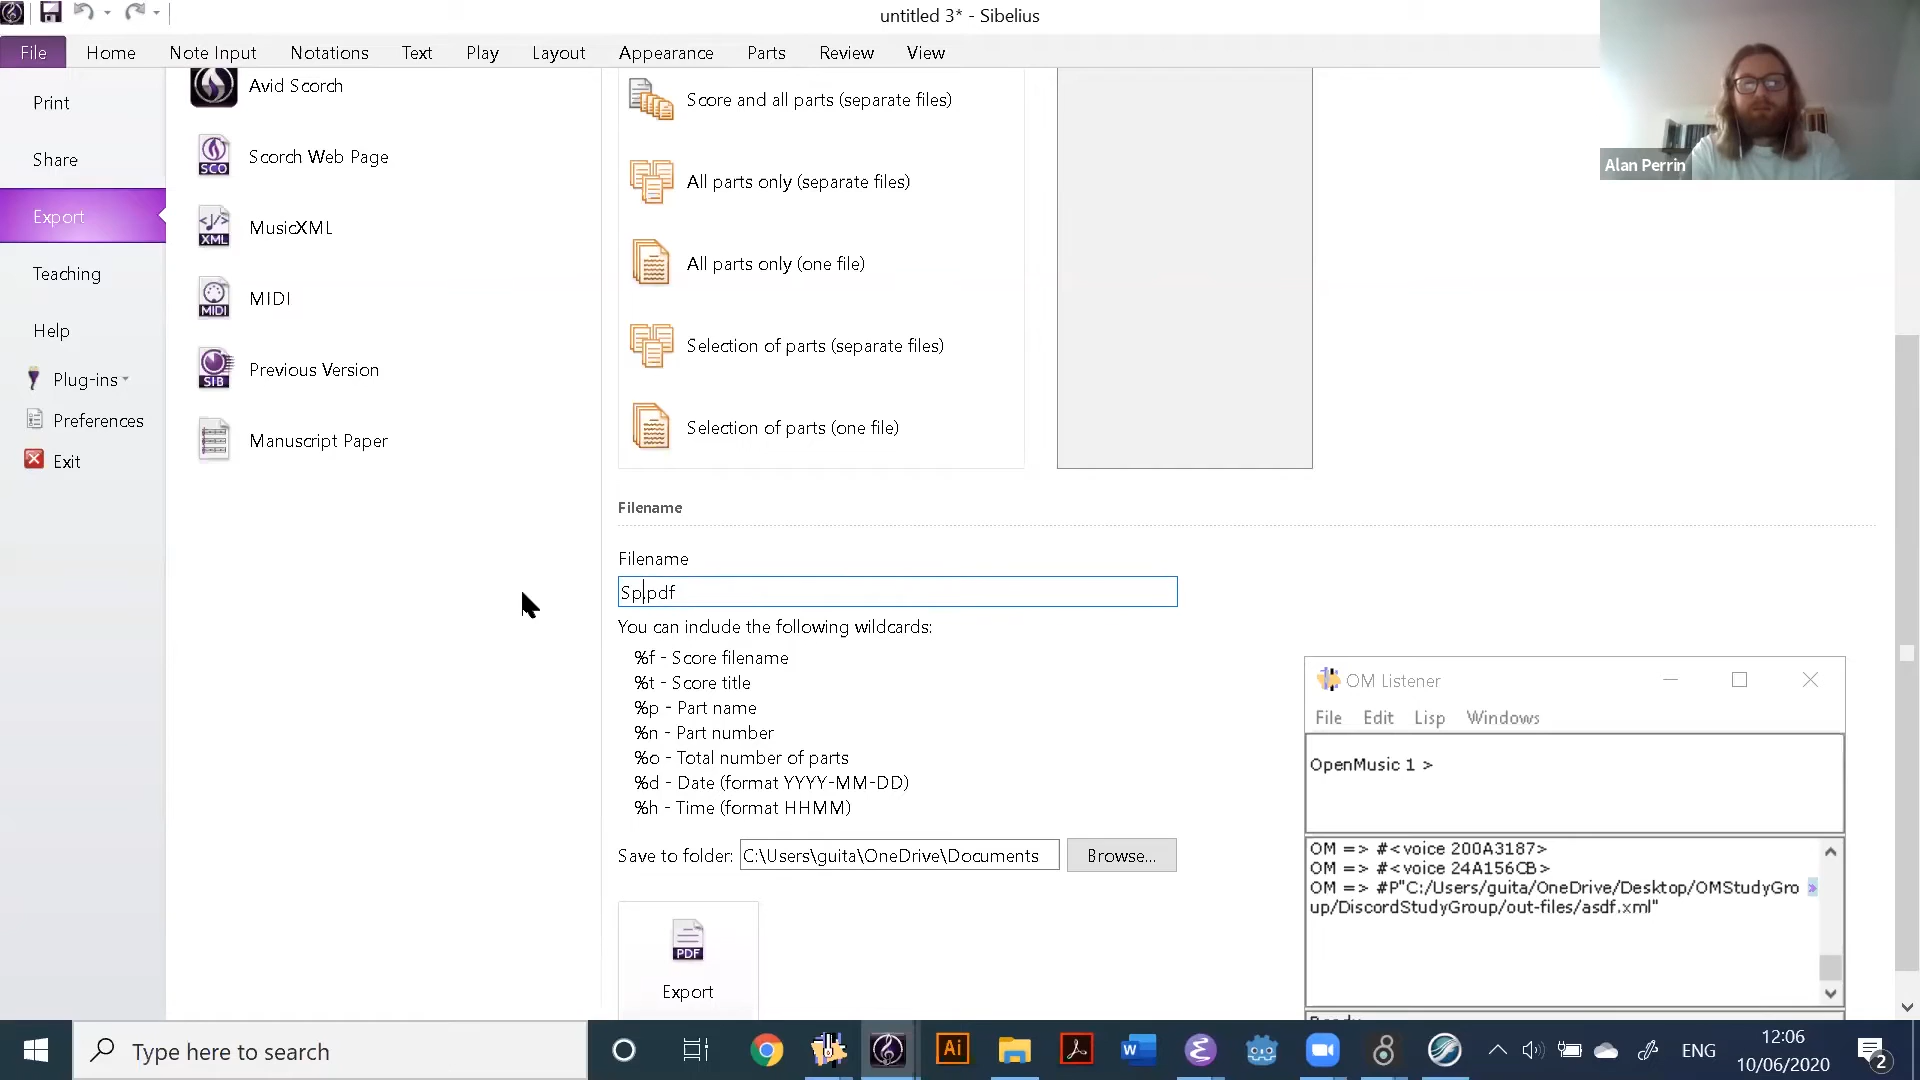 untitled 3* - Sibelius
File Home Note Input Notations Text Play Layout Appearance Parts Review View
Alan Perrin
Print
Share
Export
Teaching
Help
Plug-ins
Preferences
Exit
Avid Scorch
SCO Scorch Web Page
XML MusicXML
MIDI MIDI
SIB Previous Version
Manuscript Paper
Score and all parts (separate files)
All parts only (separate files)
All parts only (one file)
Selection of parts (separate files)
Selection of parts (one file)
Filename
Filename
Sp.pdf
You can include the following wildcards:
%f - Score filename
%t - Score title
%p - Part name
%n - Part number
%o - Total number of parts
%d - Date (format YYYY-MM-DD)
%h - Time (format HHMM)
Save to folder: C:\Users\guita\OneDrive\Documents Browse...
PDF
Export
OM Listener
File Edit Lisp Windows
OpenMusic 1 >
OM => #<voice 200A3187>
OM => #<voice 24A156CB>
OM => #P"C:/Users/guita/OneDrive/Desktop/OMStudyGro
up/DiscordStudyGroup/out-files/asdf.xml"
Type here to search
Ai
ENG
12:06
10/06/2020
2